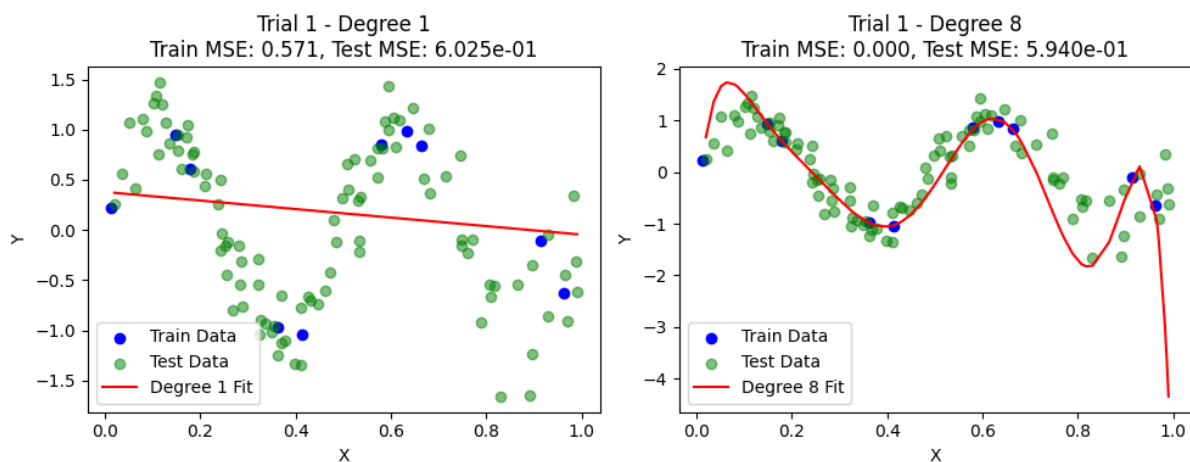 Trial 1 - Degree 1
Train MSE: 0.571, Test MSE: 6.025e-01
1.5
1.0
0.5
0.0
−0.5
−1.0
−1.5
Y
Train Data
Test Data
Degree 1 Fit
0.0 0.2 0.4 0.6 0.8 1.0
X
Trial 1 - Degree 8
Train MSE: 0.000, Test MSE: 5.940e-01
2
1
0
−1
−2
−3
−4
Y
Train Data
Test Data
Degree 8 Fit
0.0 0.2 0.4 0.6 0.8 1.0
X